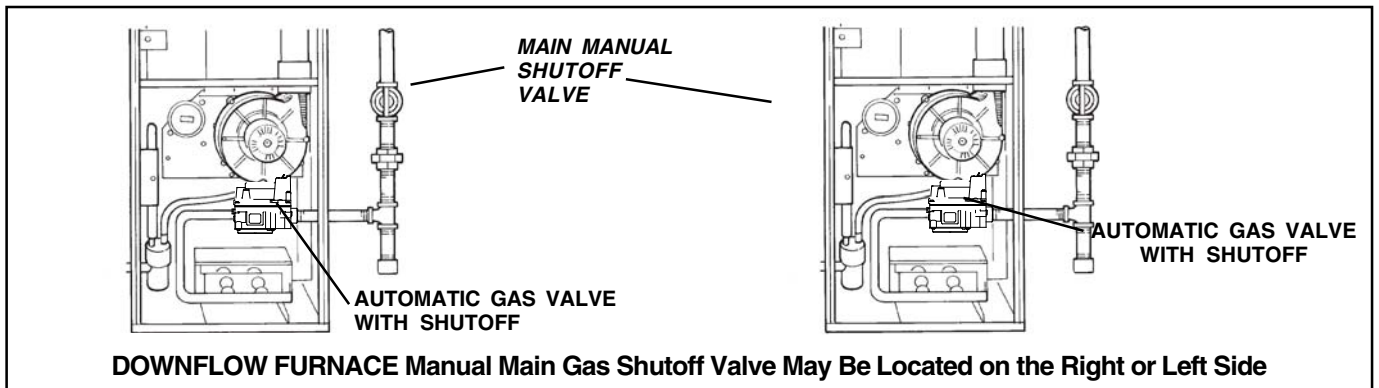 MAIN MANUAL
SHUTOFF
VALVE
AUTOMATIC GAS VALVE
WITH SHUTOFF
AUTOMATIC GAS VALVE
WITH SHUTOFF
DOWNFLOW FURNACE Manual Main Gas Shutoff Valve May Be Located on the Right or Left Side